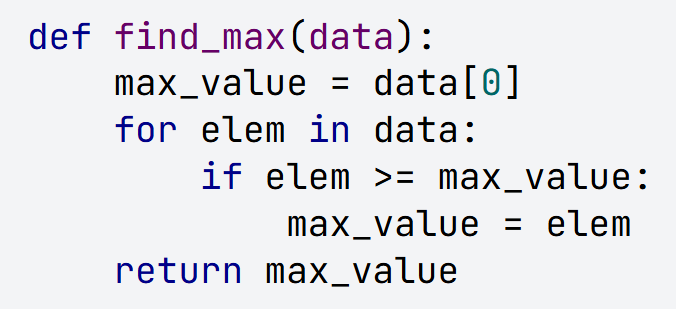 def find_max(data):
    max_value = data[0]
    for elem in data:
        if elem >= max_value:
            max_value = elem
    return max_value